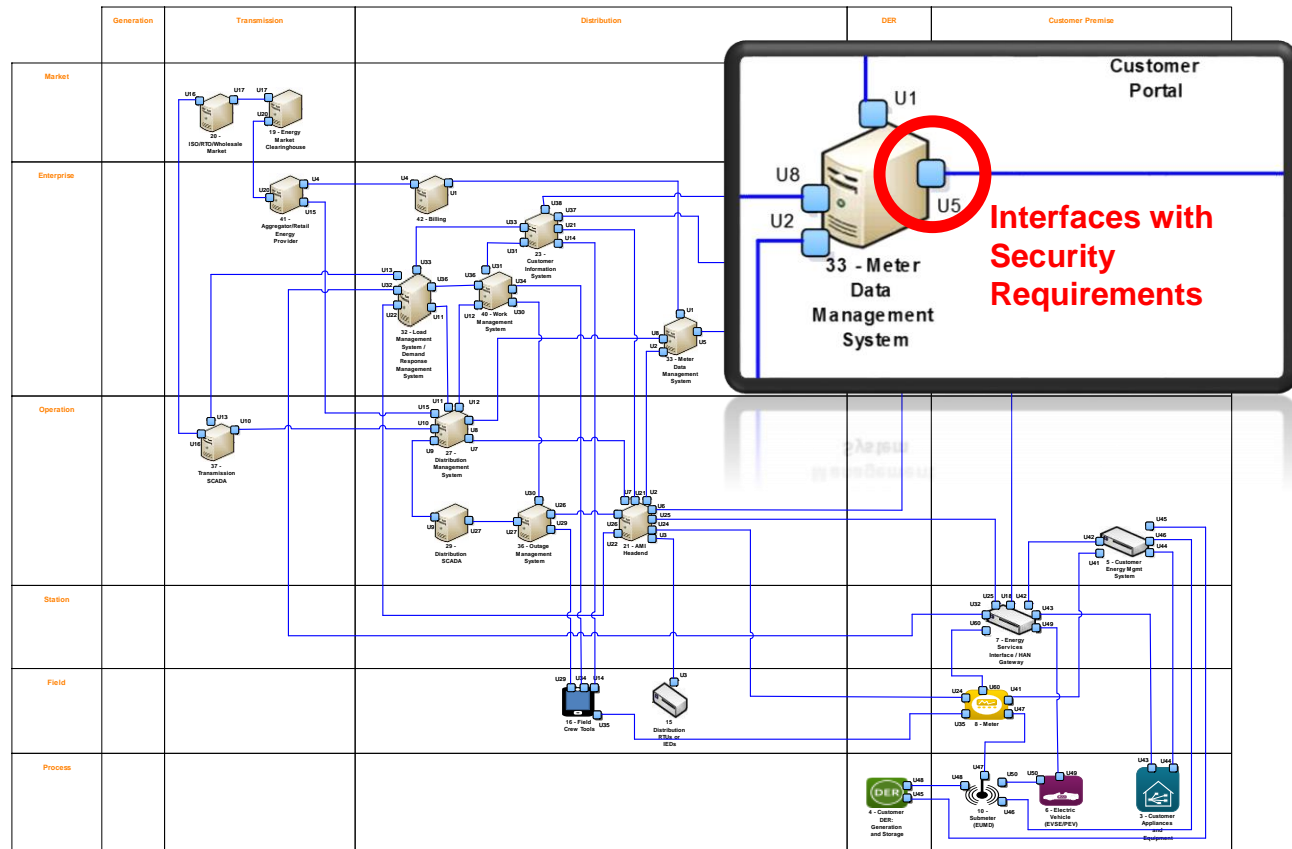 Generation
Transmission
Distribution
DER
Customer Premise
Market
U16
U17
U17
U20
20 -
ISO/RTO/Wholesale
Market
19 - Energy
Market
Clearinghouse
Customer
Portal
U1
U8
U2
U5
33 - Meter
Data
Management
System
Interfaces with
Security
Requirements
Enterprise
U20
U4
U15
41 -
Aggregator/Retail
Energy
Provider
U4
U1
42 - Billing
U38
U37
U33
U21
U14
U31
23 -
Customer
Information
System
U13
U33
U32
U36
U22
U11
32 - Load
Management
System /
Demand
Response
Management
System
U31
U36
U34
U12
U30
40 - Work
Management
System
U1
U8
U5
U2
33 - Meter
Data
Management
System
Operation
U13
U10
U16
37 -
Transmission
SCADA
U11
U12
U15
U10
U8
U9
U7
27 -
Distribution
Management
System
System
Management
U9
U27
29 -
Distribution
SCADA
U30
U26
U29
U27
36 - Outage
Management
System
U7
U21
U2
U6
U25
U26
U24
U22
U3
21 - AMI
Headend
U45
U42
U46
U41
U44
5 - Customer
Energy Mgmt
System
Station
U25
U18
U42
U32
U43
U60
U49
7 - Energy
Services
Interface / HAN
Gateway
Field
U29
U34
U14
U35
16 - Field
Crew Tools
U3
15
Distribution
RTUs or
IEDs
U60
U24
U41
U35
U47
8 - Meter
Process
DER
U48
U45
4 - Customer
DER:
Generation
and Storage
U47
U48
U50
U46
10 -
Submeter
(EUMD)
U50
U49
6 - Electric
Vehicle
(EVSE/PEV)
U43
U44
3 - Customer
Appliances
and
Equipment